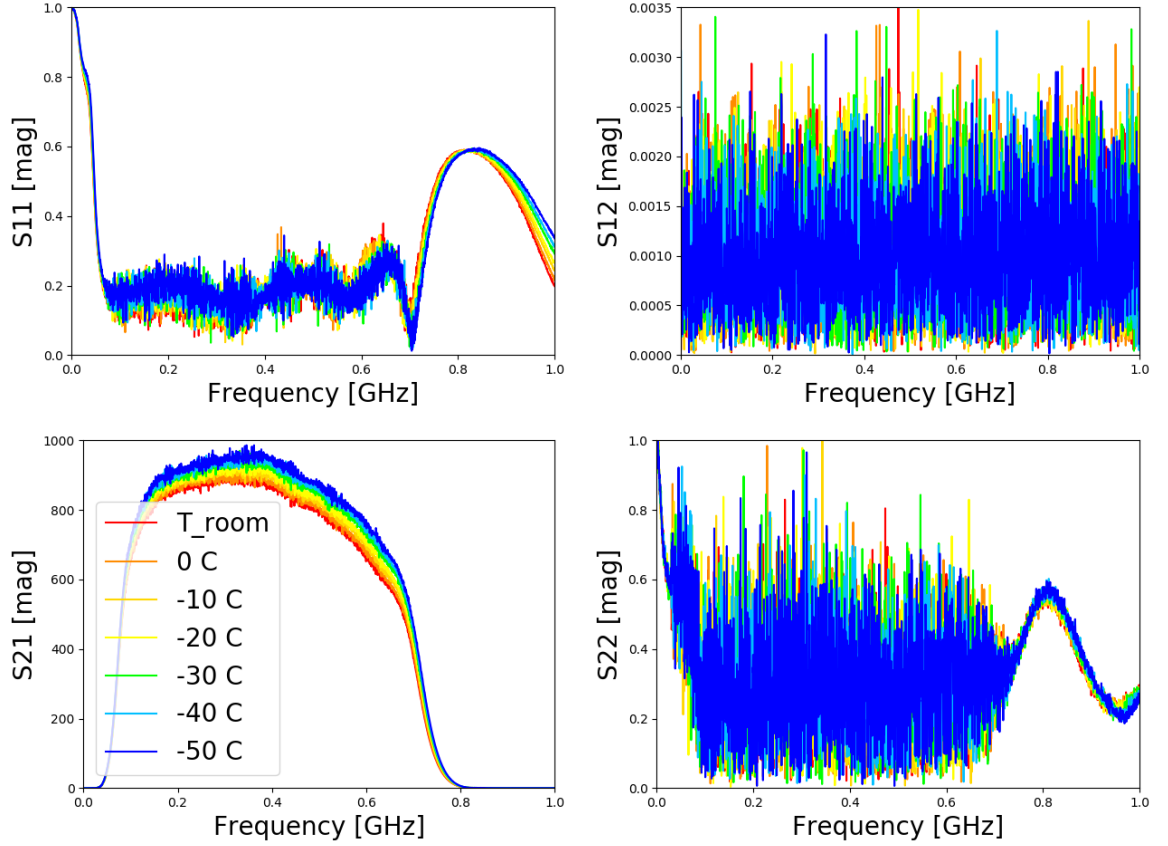 1.0
0.8
0.6
0.4
0.2
0.0
S11 [mag]
0.0 0.2 0.4 0.6 0.8 1.0
Frequency [GHz]
0.0035
0.0030
0.0025
0.0020
0.0015
0.0010
0.0005
0.0000
S12 [mag]
0.0 0.2 0.4 0.6 0.8 1.0
Frequency [GHz]
1000
800
600
400
200
0
S21 [mag]
T_room
0 C
-10 C
-20 C
-30 C
-40 C
-50 C
0.0 0.2 0.4 0.6 0.8 1.0
Frequency [GHz]
1.0
0.8
0.6
0.4
0.2
0.0
S22 [mag]
0.0 0.2 0.4 0.6 0.8 1.0
Frequency [GHz]